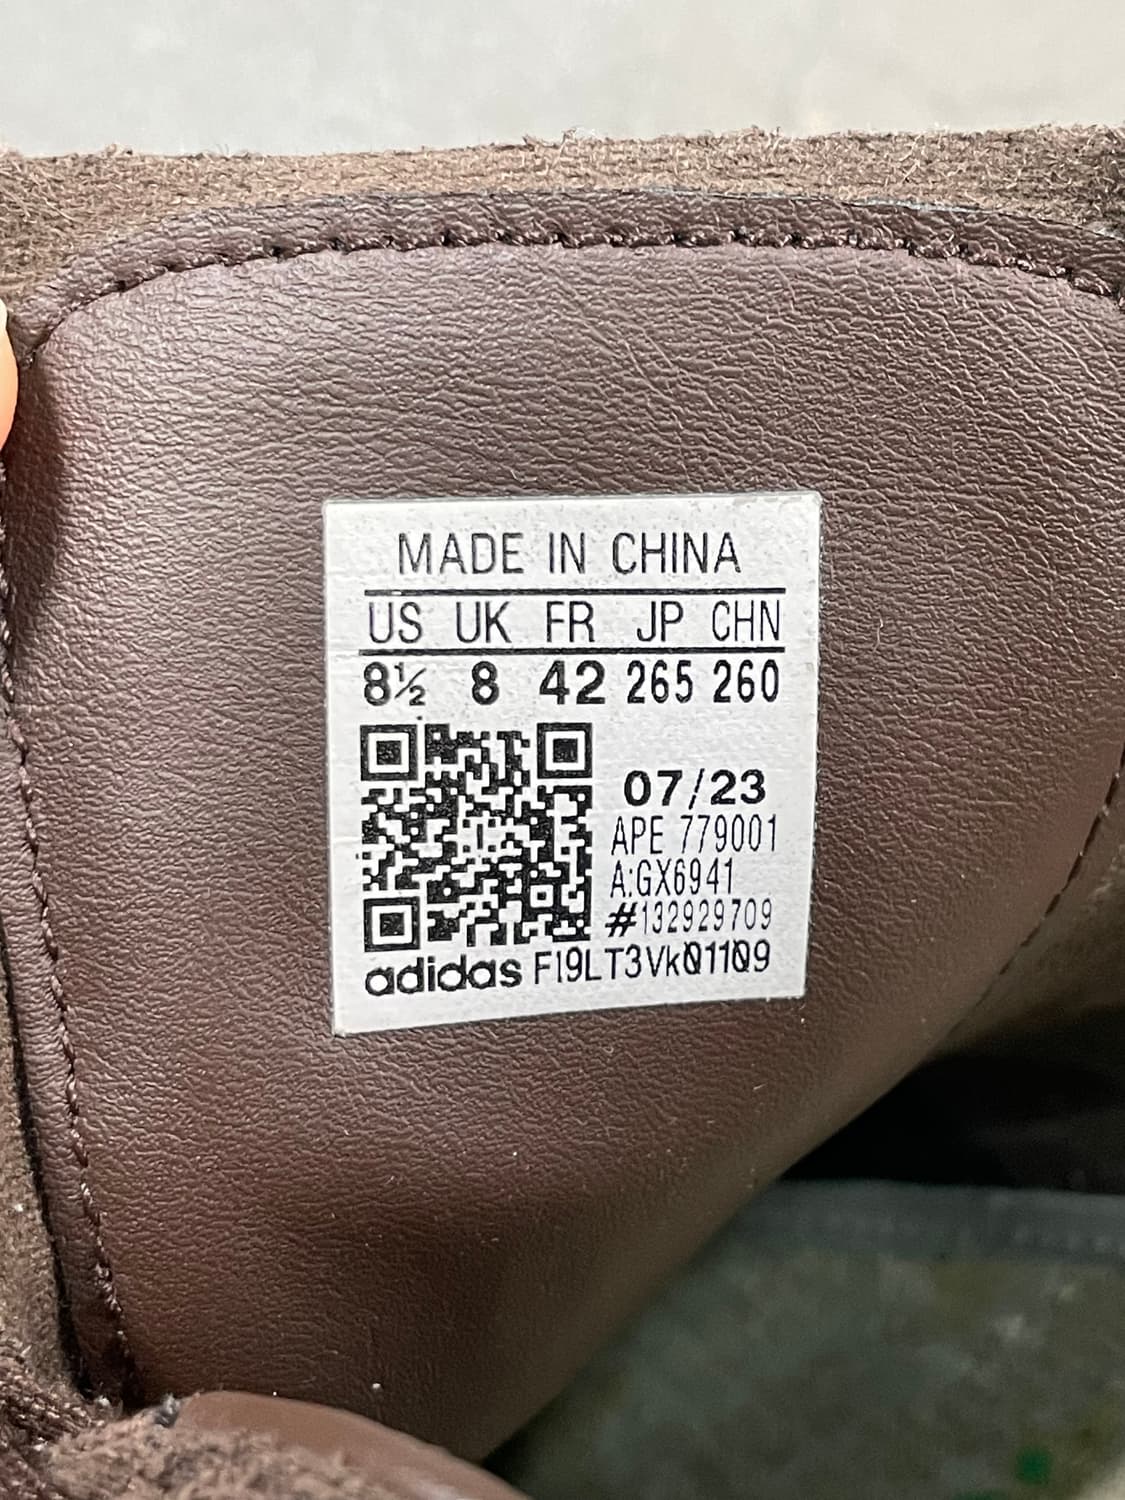 MADE IN CHINA
US UK FR JP CHN
8½ 8 42 265 260
07/23
APE 779001
A:GX6941
#132929709
adidas F19LT3VkQ11Q9